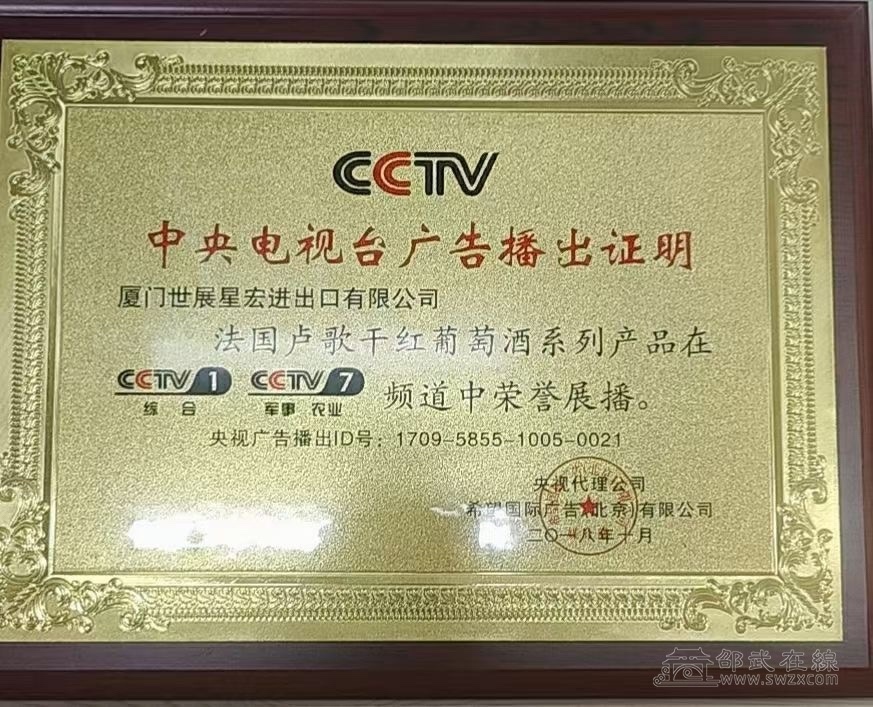 CCTV
中央电视台广告播出证明
厦门世展星宏进出口有限公司
法国卢歌干红葡萄酒系列产品在
CCTV 1 CCTV 7 频道中荣誉展播。
综合 军事 农业
央视广告播出ID号：1709-5855-1005-0021
央视代理公司
希望国际广告(北京)有限公司
二〇一八年十月
邵武在線
www.swzx.com